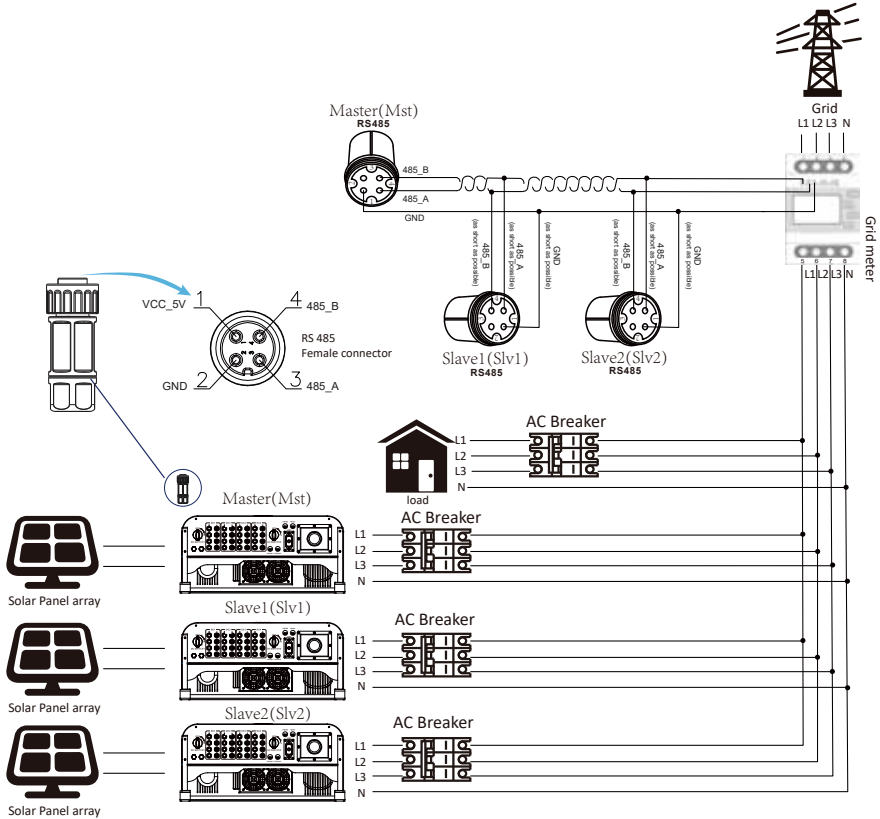 Grid
L1 L2 L3 N
Master(Mst)
RS485
485_B
485_A
GND
Grid meter
485_B
(as short as possible)
485_A
(as short as possible)
GND
(as short as possible)
485_B
(as short as possible)
485_A
(as short as possible)
GND
(as short as possible)
5 6 7 8
L1 L2 L3 N
VCC_5V 1
4 485_B
RS 485
Female connector
GND 2
3 485_A
Slave1(Slv1)
RS485
Slave2(Slv2)
RS485
AC Breaker
L1
L2
L3
N
load
Master(Mst)
AC Breaker
L1
L2
L3
N
Solar Panel array
Slave1(Slv1)
AC Breaker
L1
L2
L3
N
Solar Panel array
Slave2(Slv2)
AC Breaker
L1
L2
L3
N
Solar Panel array